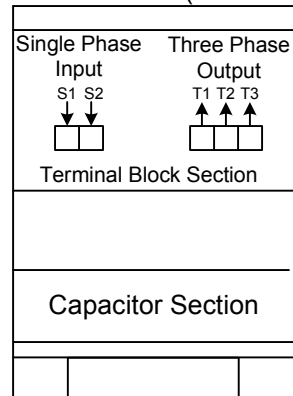 (
Single Phase Three Phase
Input Output
S1 S2 T1 T2 T3
Terminal Block Section
Capacitor Section